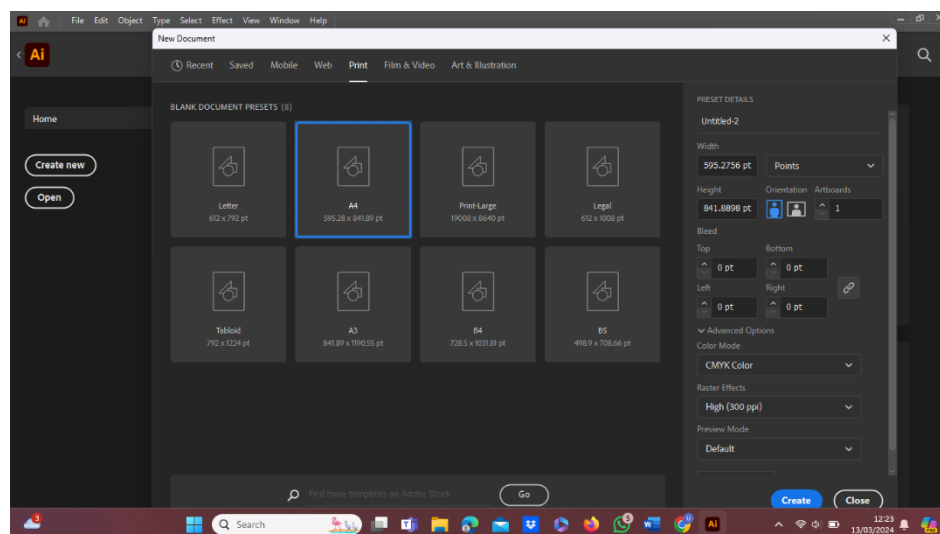 Ai File Edit Object Type Select Effect View Window Help
New Document
Ai
Recent Saved Mobile Web Print Film & Video Art & Illustration
BLANK DOCUMENT PRESETS (8)
Home
Create new
Open
Letter
612 x 792 pt
A4
595.28 x 841.89 pt
Print-Large
19000 x 8640 pt
Legal
612 x 1008 pt
Tabloid
792 x 1224 pt
A3
841.89 x 1190.55 pt
B4
728.5 x 1031.81 pt
B5
498.9 x 708.66 pt
Find more templates on Adobe Stock
Go
PRESET DETAILS
Untitled-2
Width
595.2756 pt Points
Height Orientation Artboards
841.8898 pt 1
Bleed
Top Bottom
0 pt 0 pt
Left Right
0 pt 0 pt
Advanced Options
Color Mode
CMYK Color
Raster Effects
High (300 ppi)
Preview Mode
Default
Create Close
Search
12:23
13/03/2024